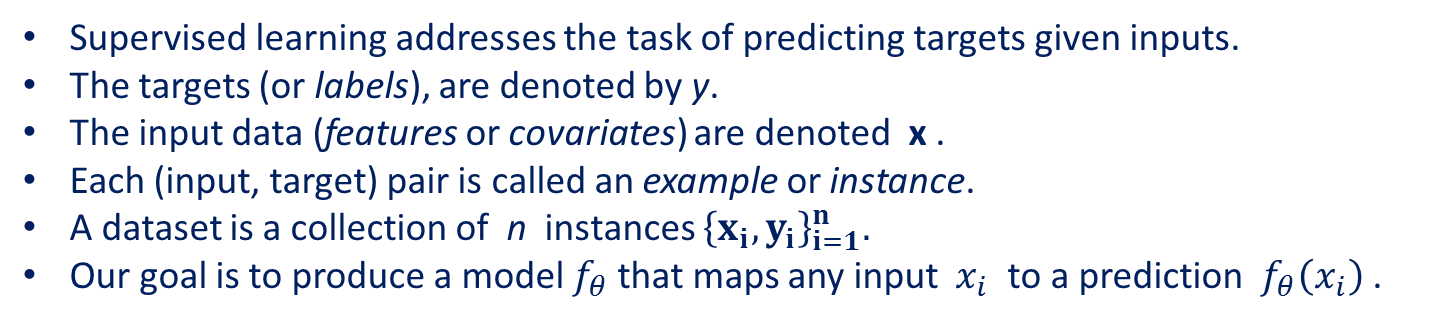 • Supervised learning addresses the task of predicting targets given inputs.
• The targets (or labels), are denoted by y.
• The input data (features or covariates) are denoted x .
• Each (input, target) pair is called an example or instance.
• A dataset is a collection of n instances {xᵢ, yᵢ}ⁿᵢ₌₁.
• Our goal is to produce a model f_θ that maps any input xᵢ to a prediction f_θ(xᵢ) .